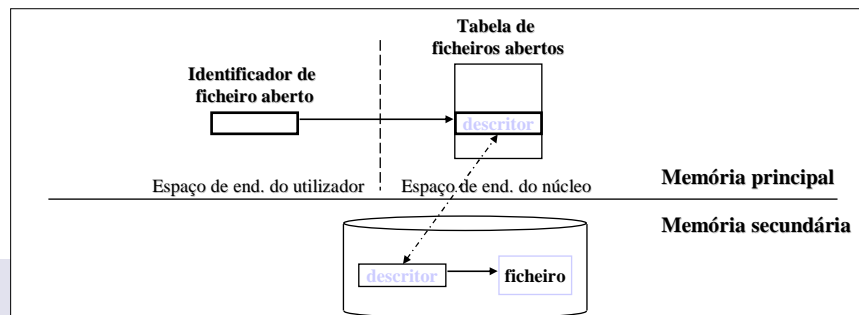 Tabela de
ficheiros abertos
Identificador de
ficheiro aberto
descritor
Espaço de end. do utilizador
Espaço de end. do núcleo
Memória principal
Memória secundária
descritor
ficheiro